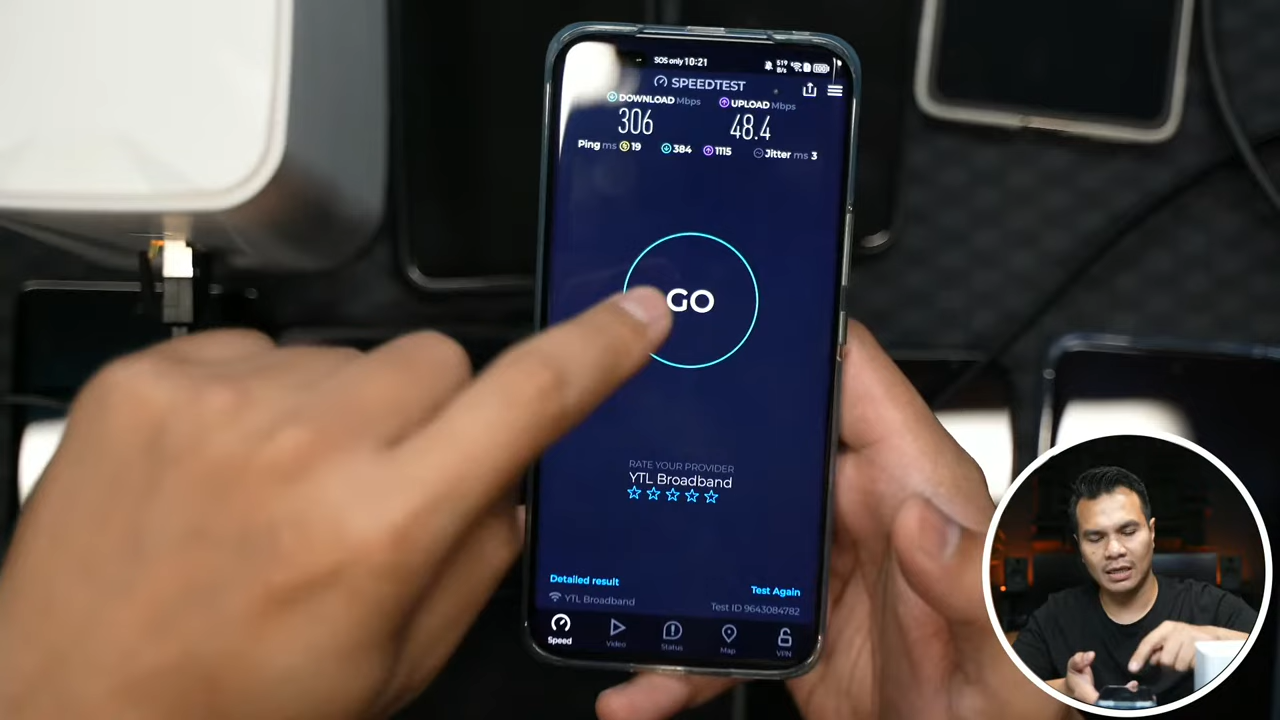 SOS only 10:21
519 B/s
100
SPEEDTEST
DOWNLOAD Mbps UPLOAD Mbps
306 48.4
Ping ms 19 384 1115 Jitter ms 3
GO
RATE YOUR PROVIDER
YTL Broadband
Detailed result Test Again
YTL Broadband Test ID 9643084782
Speed Video Status Map VPN